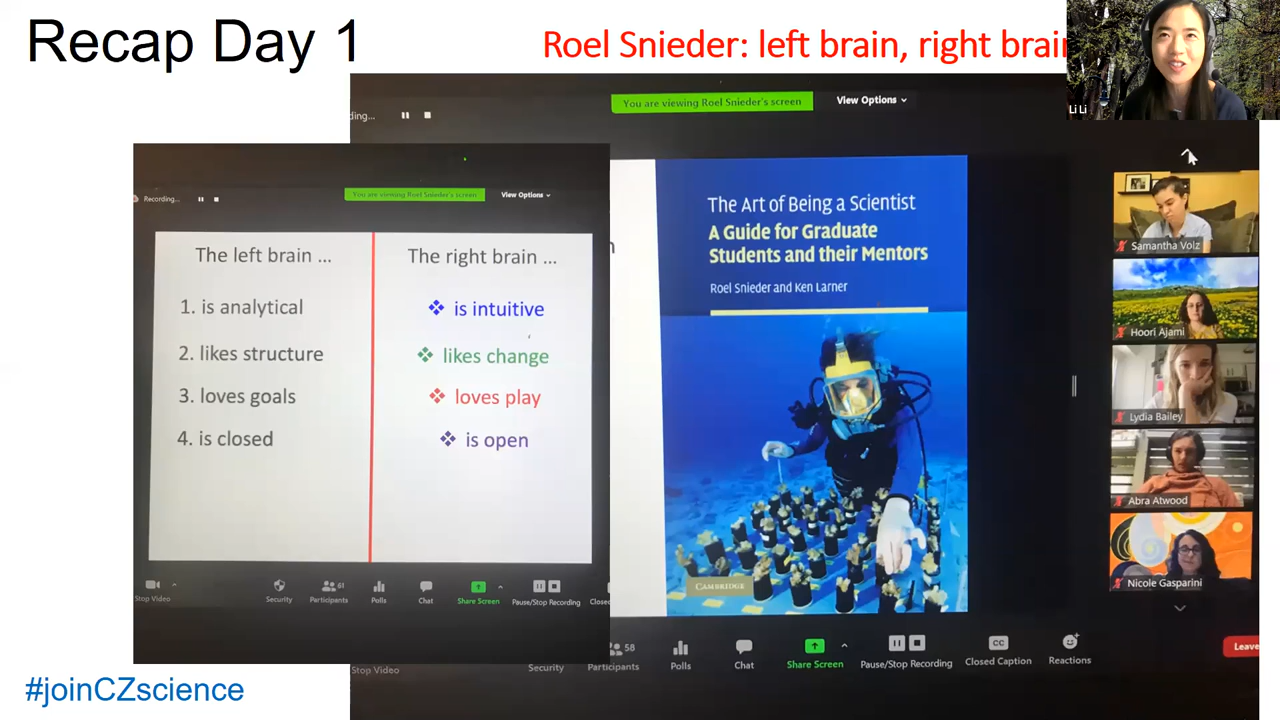 Recap Day 1
Roel Snieder: left brain, right brain
Li Li
ding...
You are viewing Roel Snieder's screen
View Options
Recording...
You are viewing Roel Snieder's screen
View Options
The left brain ...
1. is analytical
2. likes structure
3. loves goals
4. is closed
The right brain ...
❖ is intuitive
❖ likes change
❖ loves play
❖ is open
Stop Video
Security
61
Participants
Polls
Chat
Share Screen
Pause/Stop Recording
Closed
n
The Art of Being a Scientist
A Guide for Graduate
Students and their Mentors
Roel Snieder and Ken Larner
CAMBRIDGE
Samantha Volz
Hoori Ajami
Lydia Bailey
Abra Atwood
Nicole Gasparini
Stop Video
Security
58
Participants
Polls
Chat
Share Screen
Pause/Stop Recording
CC
Closed Caption
Reactions
Leave
#joinCZscience